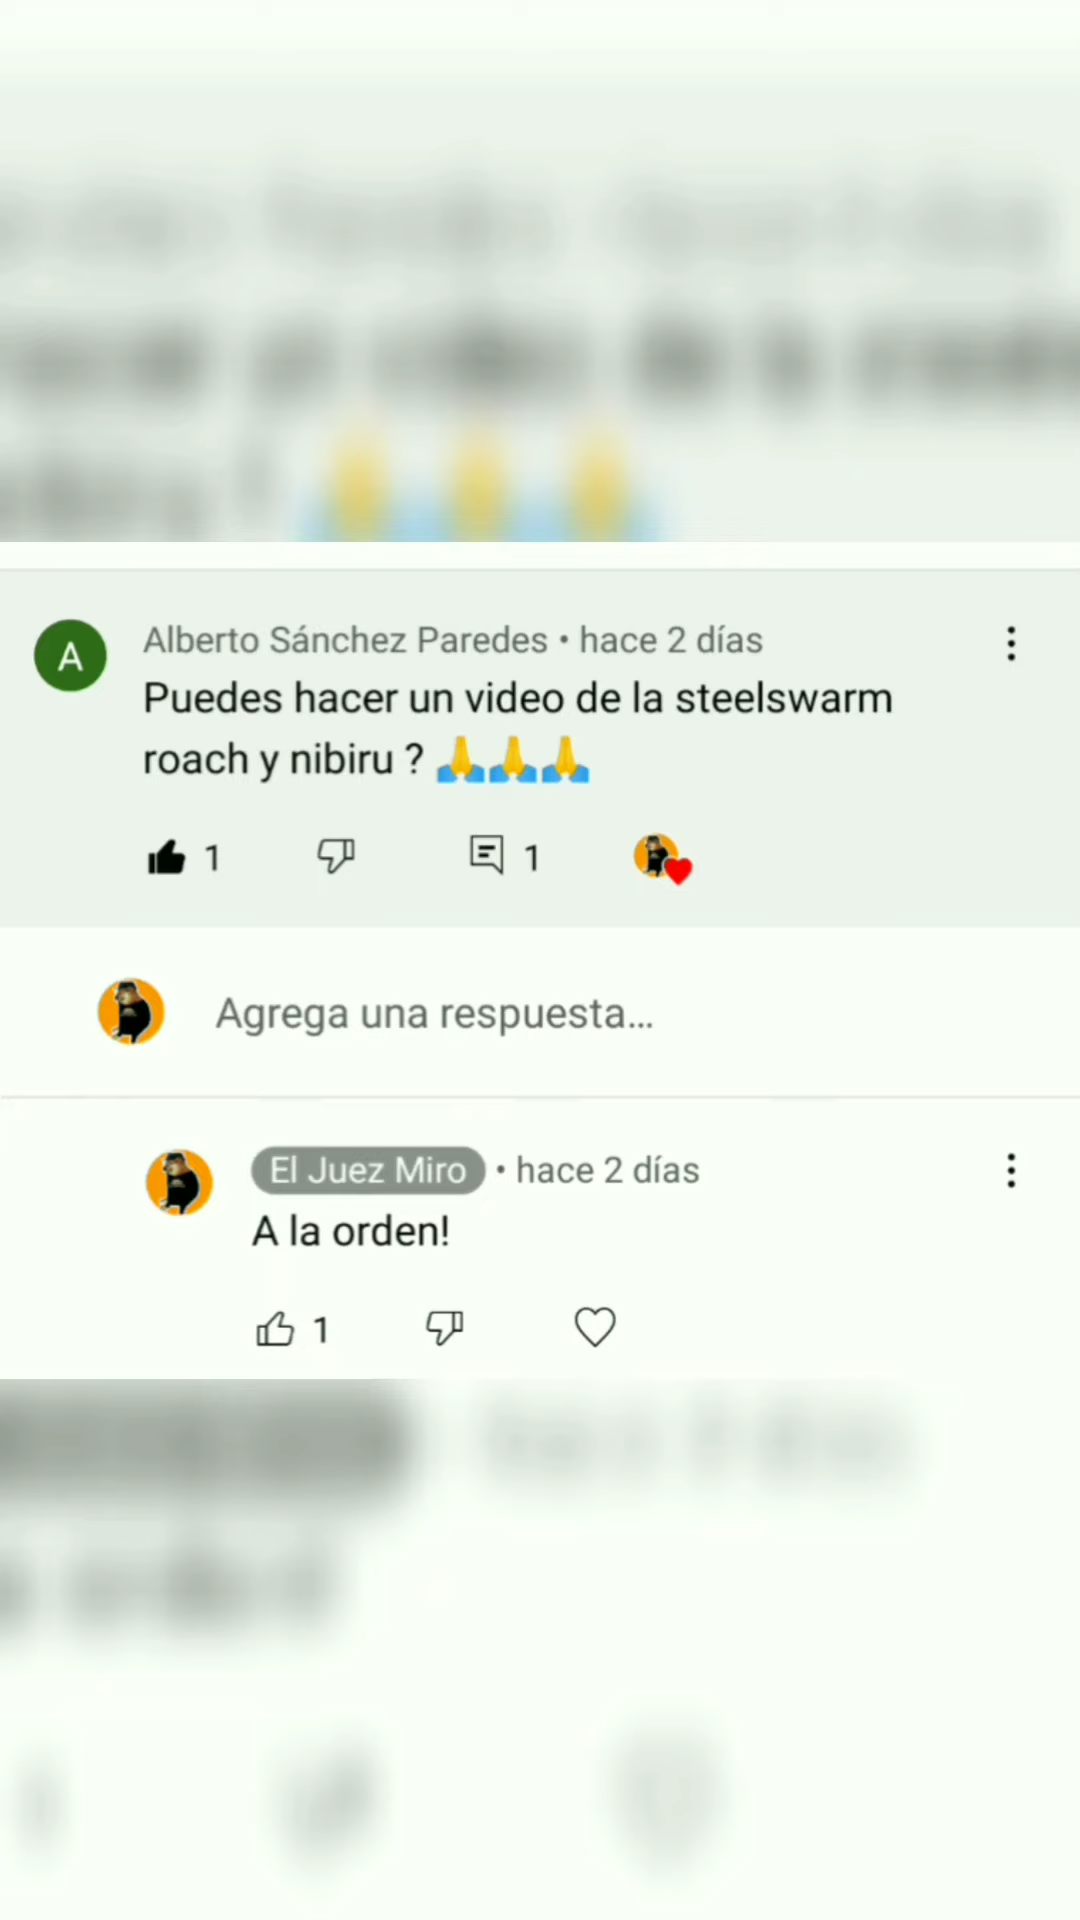 Alberto Sánchez Paredes • hace 2 días
Puedes hacer un video de la steelswarm
roach y nibiru ? 🙏🙏🙏
1 1
Agrega una respuesta...
El Juez Miro • hace 2 días
A la orden!
1